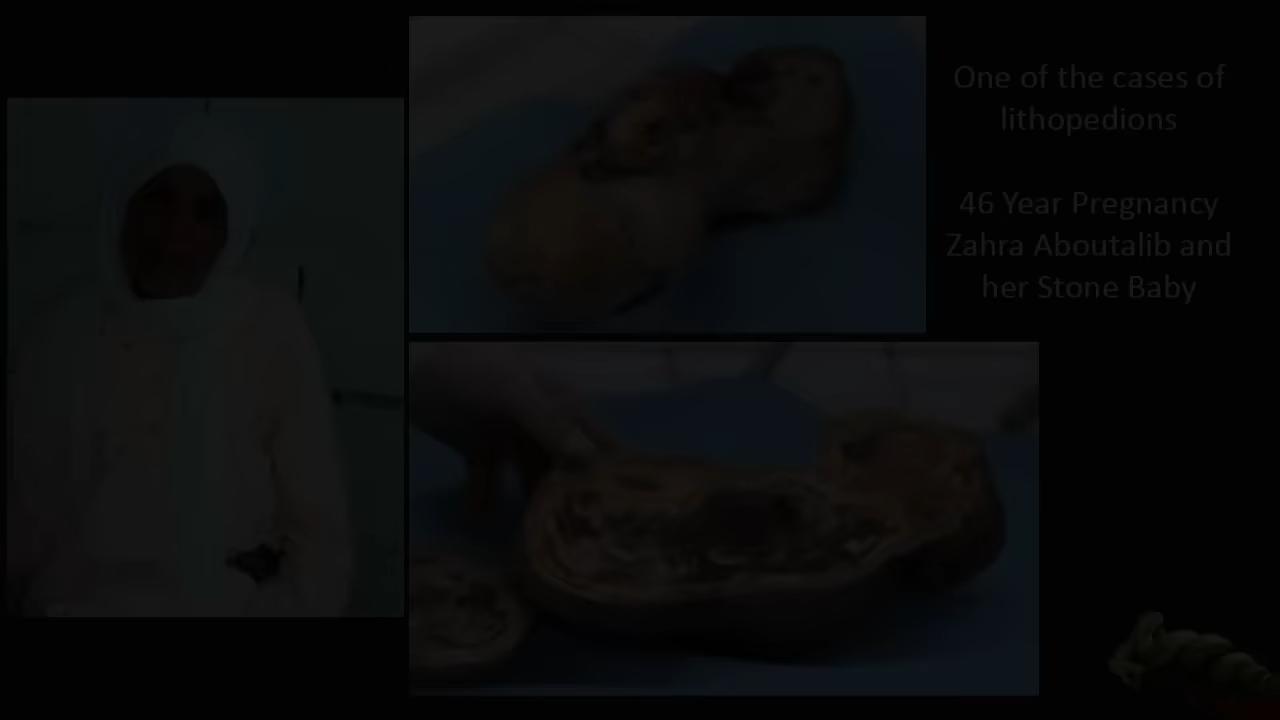 One of the cases of
lithopedions
46 Year Pregnancy
Zahra Aboutalib and
her Stone Baby